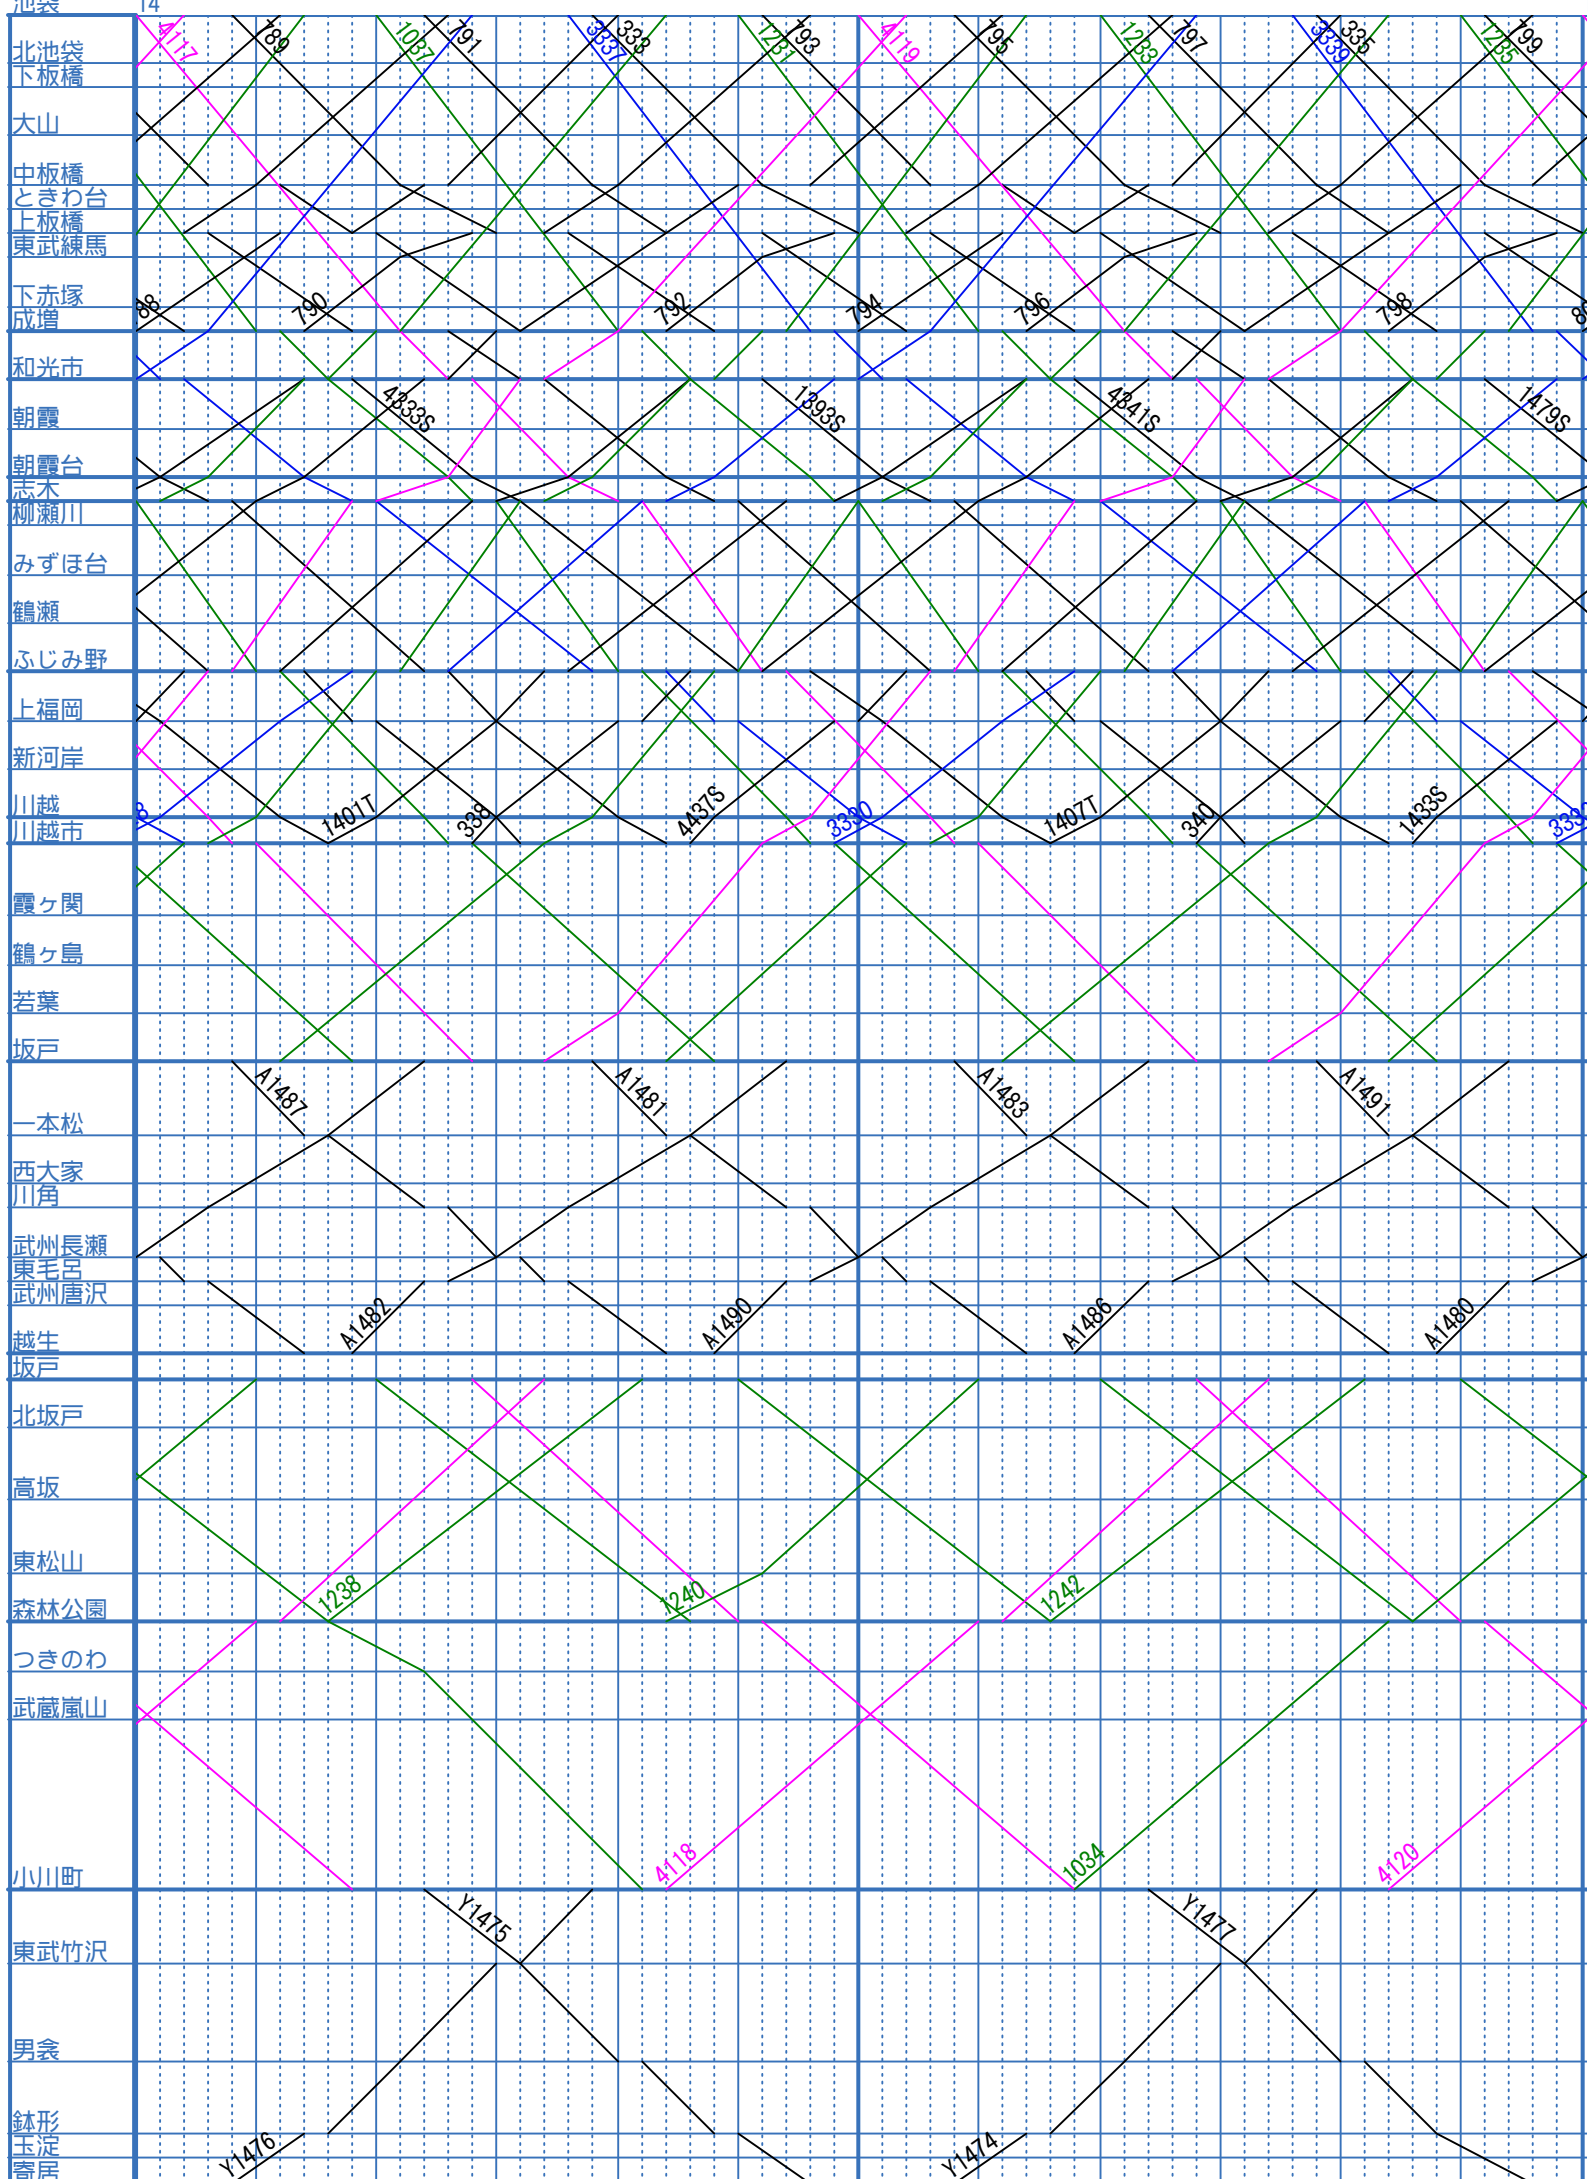 池袋 14
4117 789 1037 791 3337 333 1231 793 4119 795 1233 797 3339 335 1235 799
北池袋
下板橋
大山
中板橋
ときわ台
上板橋
東武練馬
下赤塚
88 790 792 794 796 798
成増
和光市
朝霞
4333S 1393S 4341S 1479S
朝霞台
志木
柳瀬川
みずほ台
鶴瀬
ふじみ野
上福岡
新河岸
川越
1401T 338 4437S 3330 1407T 340 1433S
川越市
霞ヶ関
鶴ヶ島
若葉
坂戸
A1487 A1481 A1483 A1491
一本松
西大家
川角
武州長瀬
東毛呂
武州唐沢
A1482 A1490 A1486 A1480
越生
坂戸
北坂戸
高坂
東松山
1238 1240 1242
森林公園
つきのわ
武蔵嵐山
小川町
4118 1034 4120
Y1475 Y1477
東武竹沢
男衾
鉢形
玉淀
Y1476 Y1474
寄居